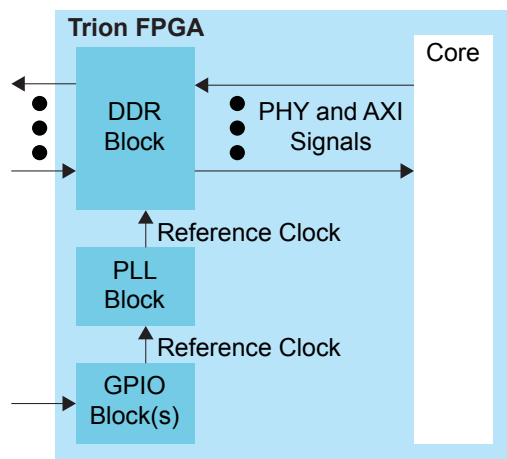 Trion FPGA
Core
DDR
Block
PHY and AXI
Signals
Reference Clock
PLL
Block
Reference Clock
GPIO
Block(s)